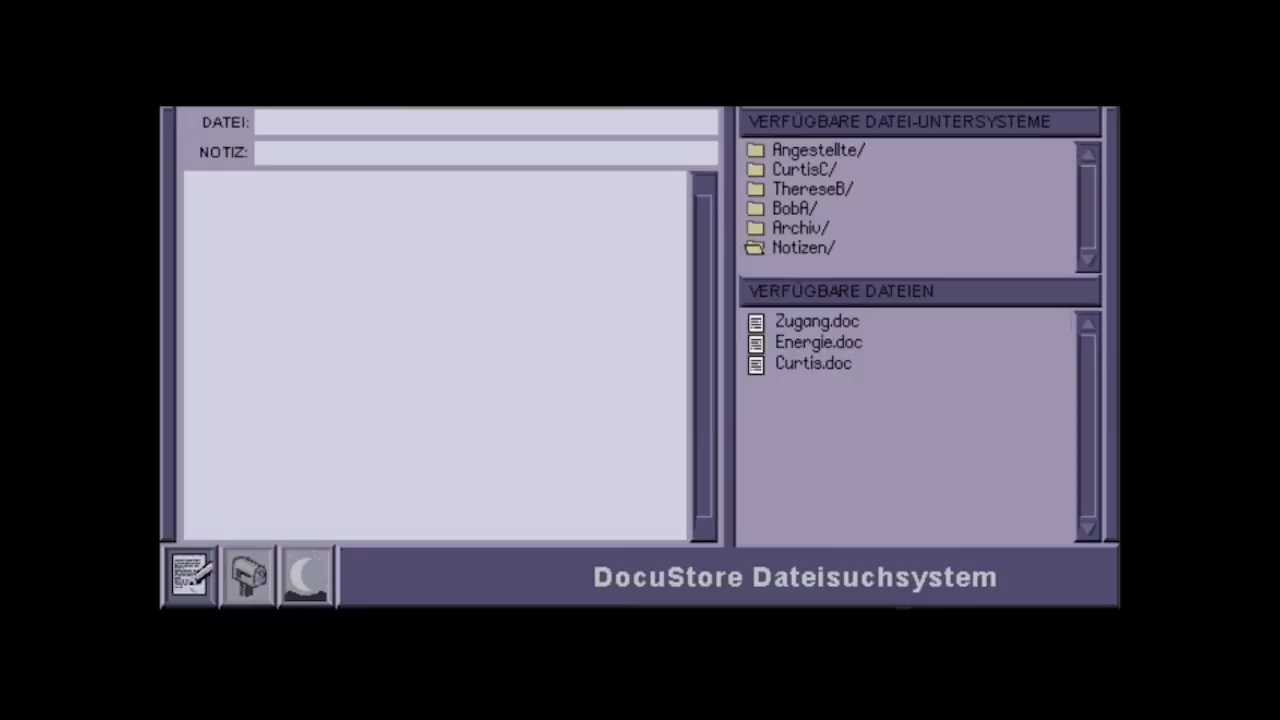 DATEI:
NOTIZ:
VERFÜGBARE DATEI-UNTERSYSTEME
Angestellte/
CurtisC/
ThereseB/
BobA/
Archiv/
Notizen/
VERFÜGBARE DATEIEN
Zugang.doc
Energie.doc
Curtis.doc
DocuStore Dateisuchsystem